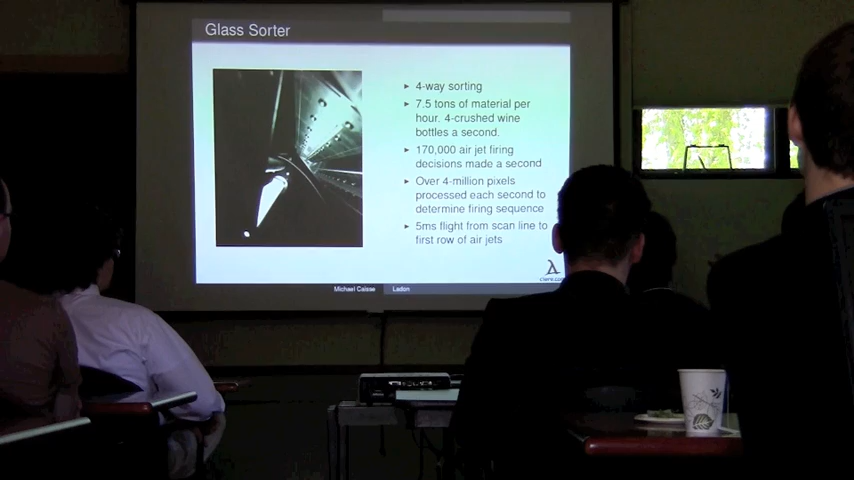 Glass Sorter
▸ 4-way sorting
▸ 7.5 tons of material per
hour. 4-crushed wine
bottles a second.
▸ 170,000 air jet firing
decisions made a second
▸ Over 4-million pixels
processed each second to
determine firing sequence
▸ 5ms flight from scan line to
first row of air jets
λ
Michael Caisse
Ladon